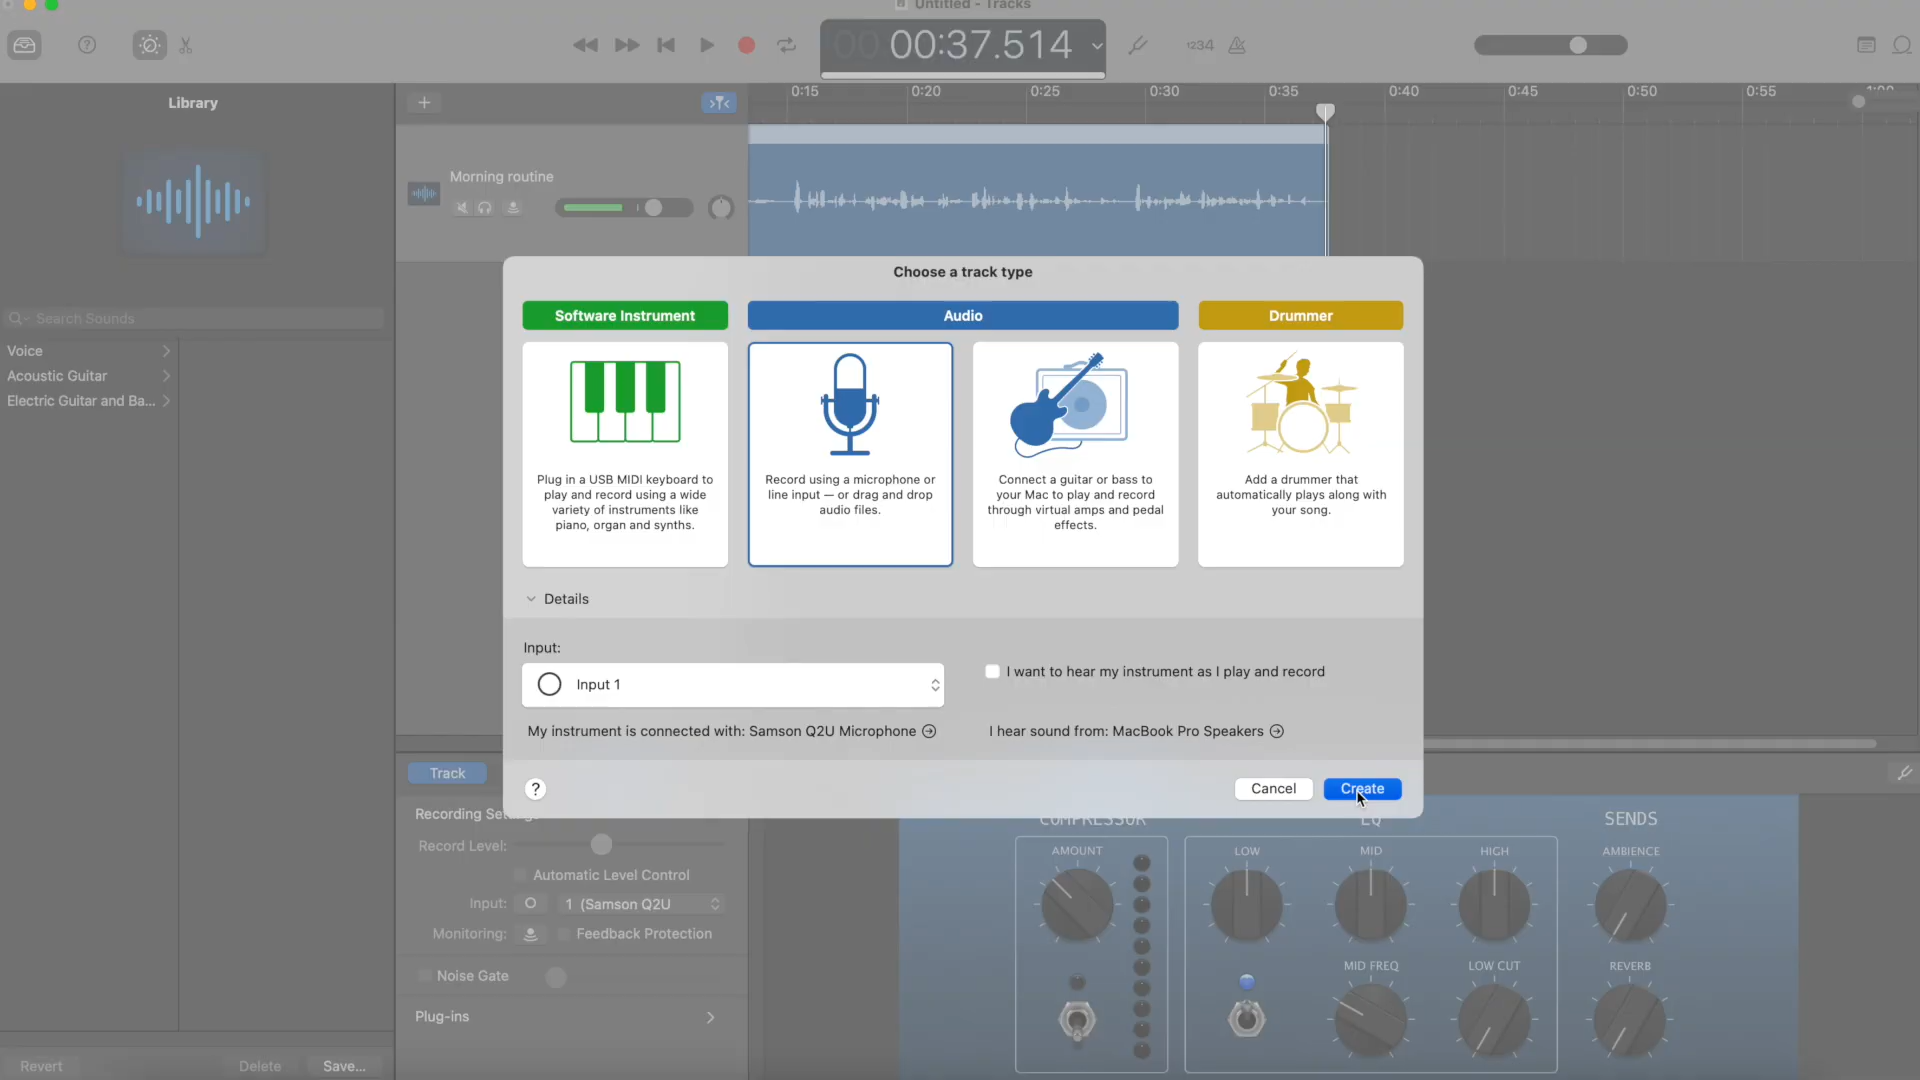 Untitled - Tracks
00 00:37.514
1234
Library
0:15
0:20
0:25
0:30
0:35
0:40
0:45
0:50
0:55
Morning routine
Choose a track type
Software Instrument
Audio
Drummer
Search Sounds
Voice
Acoustic Guitar
Electric Guitar and Ba...
Plug in a USB MIDI keyboard to
play and record using a wide
variety of instruments like
piano, organ and synths.
Record using a microphone or
line input — or drag and drop
audio files.
Connect a guitar or bass to
your Mac to play and record
through virtual amps and pedal
effects.
Add a drummer that
automatically plays along with
your song.
Details
Input:
Input 1
I want to hear my instrument as I play and record
My instrument is connected with: Samson Q2U Microphone
I hear sound from: MacBook Pro Speakers
?
Cancel
Create
Track
Recording
Record Level:
Automatic Level Control
Input:
1 (Samson Q2U
Monitoring:
Feedback Protection
Noise Gate
Plug-ins
COMPRESSOR
EQ
SENDS
AMOUNT
LOW
MID
HIGH
AMBIENCE
MID FREQ
LOW CUT
REVERB
Revert
Delete
Save...